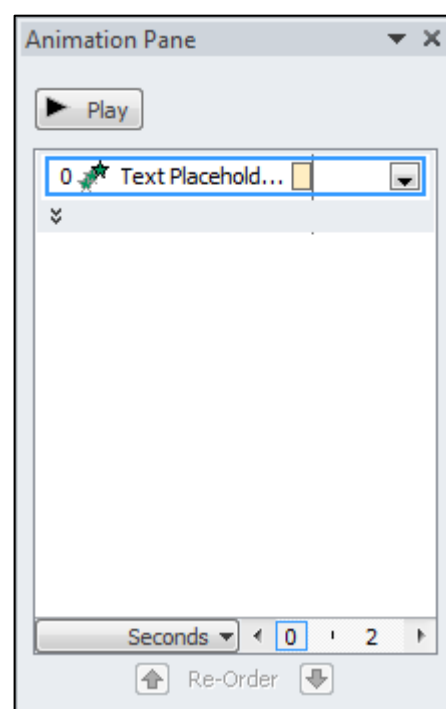 Animation Pane
Play
0 Text Placehold...
Seconds 0 2
Re-Order